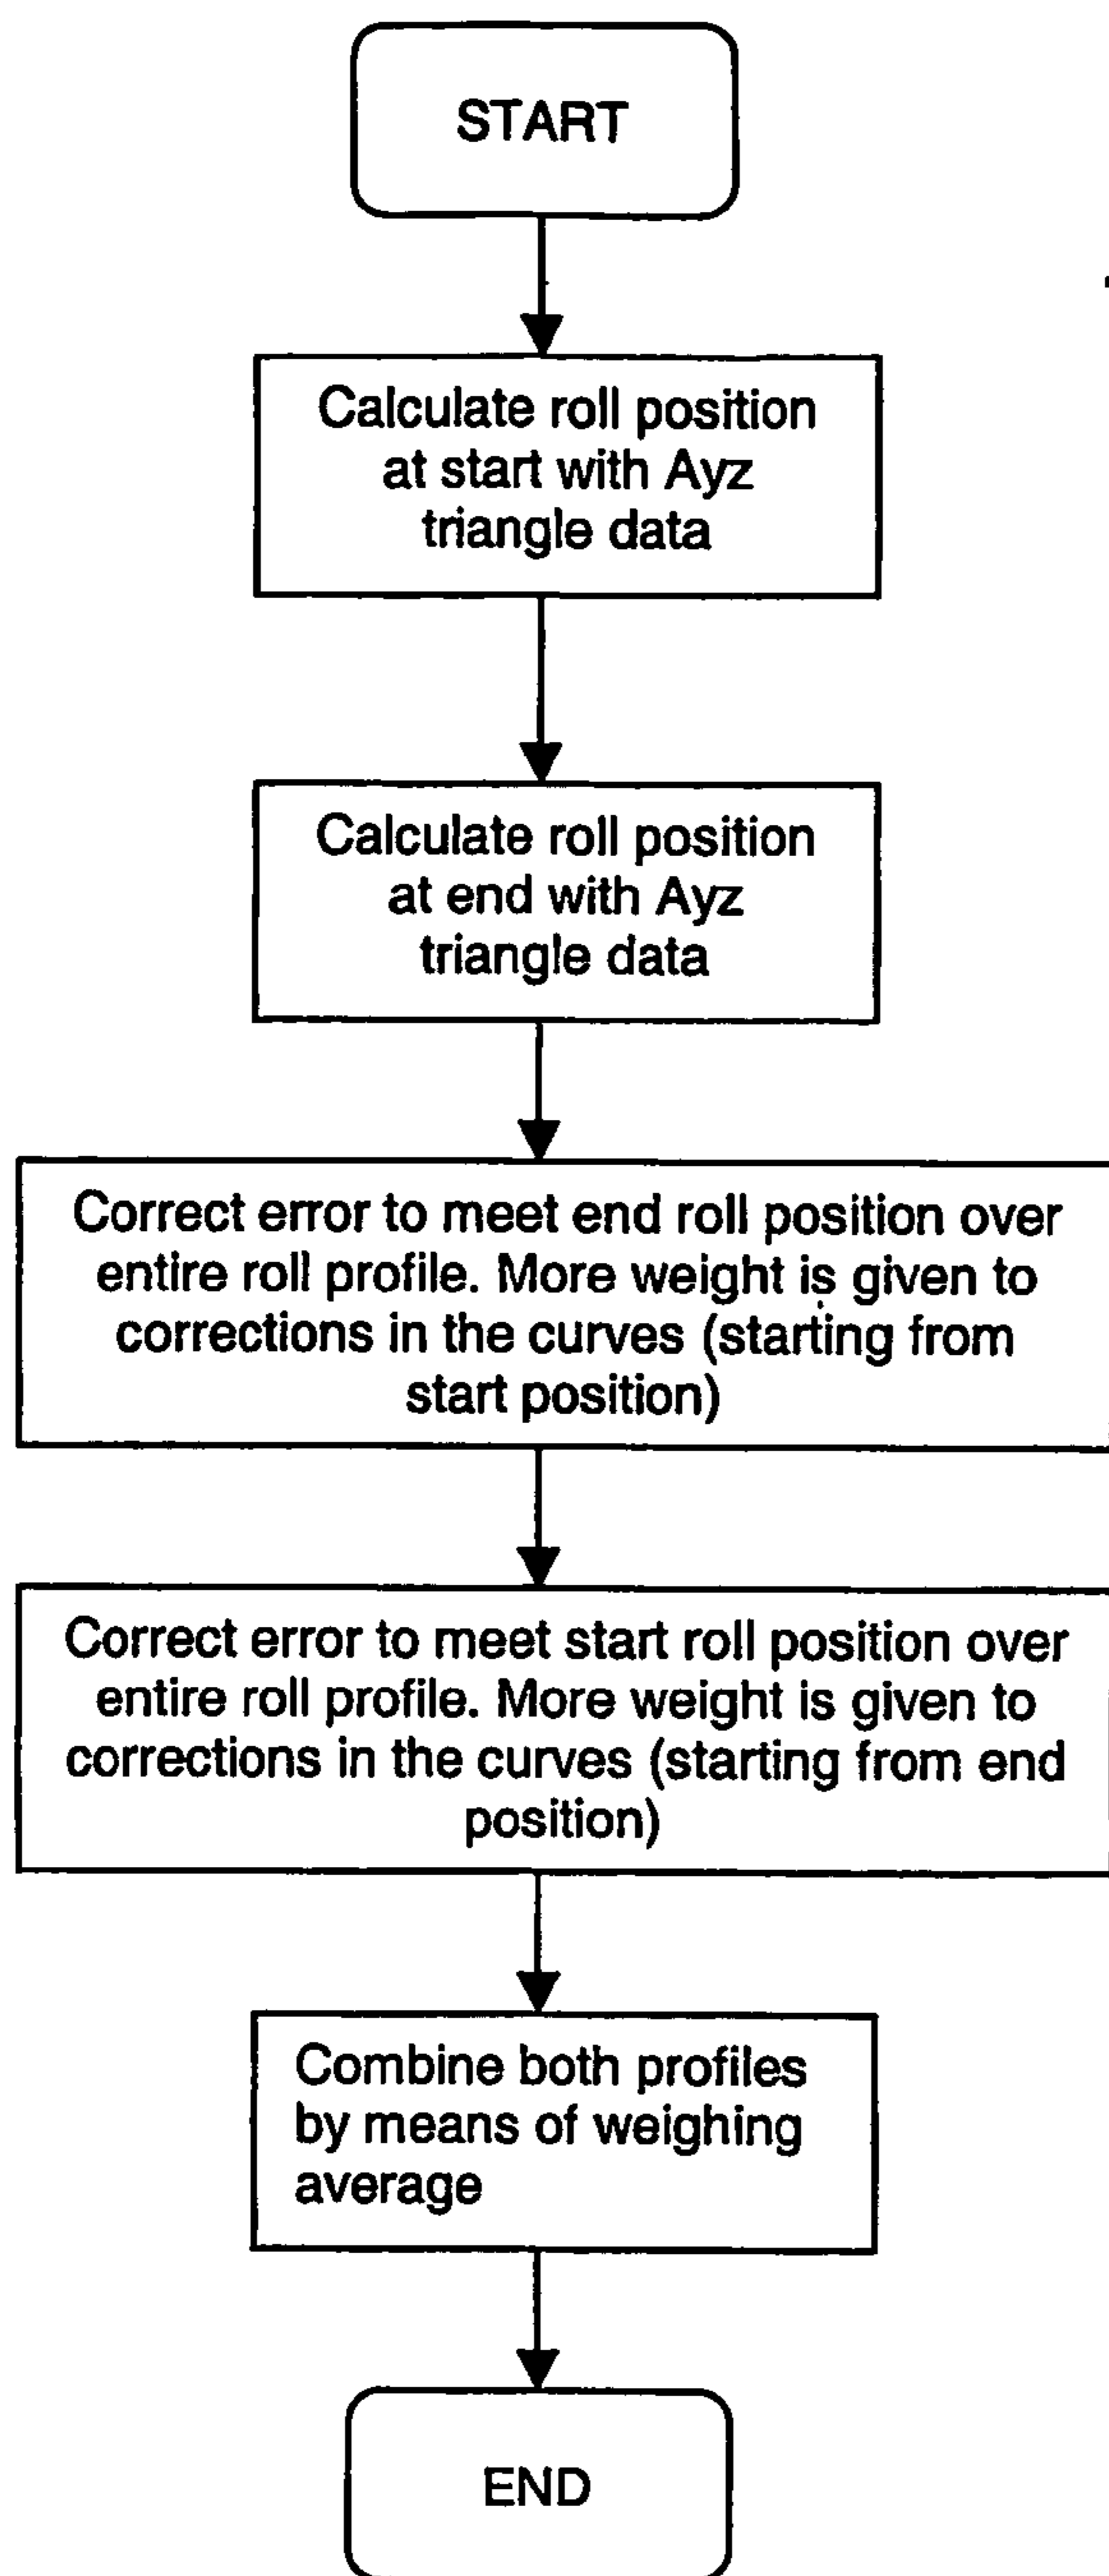 START
Calculate roll position
at start with Ayz
triangle data
Calculate roll position
at end with Ayz
triangle data
Correct error to meet end roll position over
entire roll profile. More weight is given to
corrections in the curves (starting from
start position)
Correct error to meet start roll position over
entire roll profile. More weight is given to
corrections in the curves (starting from end
position)
Combine both profiles
by means of weighing
average
END